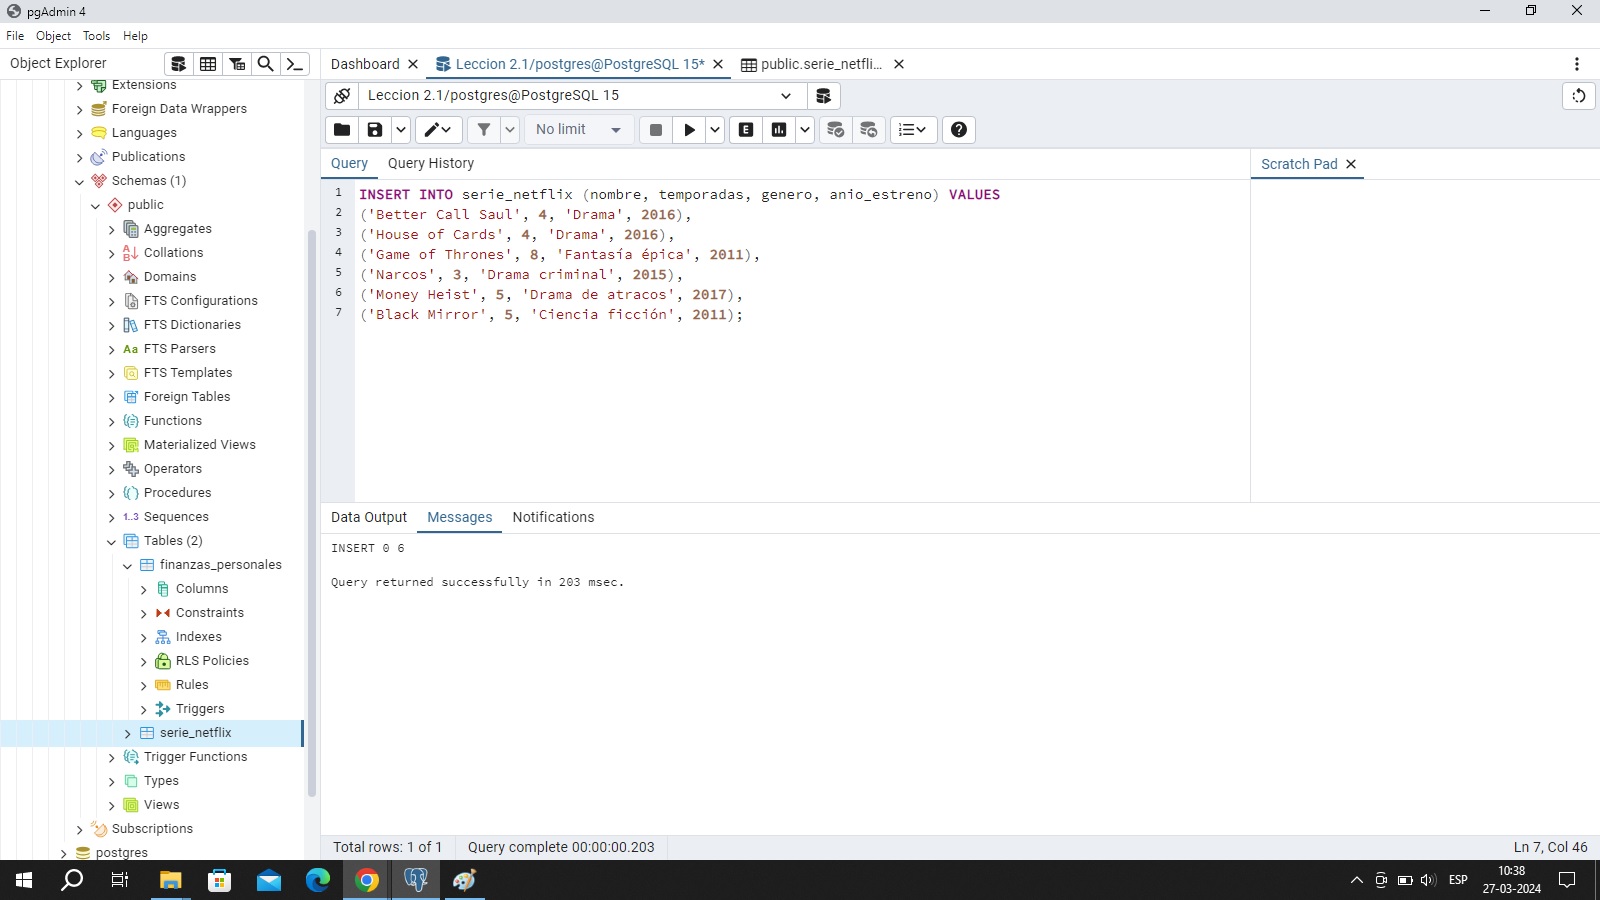 pgAdmin 4
File Object Tools Help
Object Explorer
Dashboard
Leccion 2.1/postgres@PostgreSQL 15*
public.serie_netfli...
Extensions
Foreign Data Wrappers
Languages
Publications
Schemas (1)
public
Aggregates
Collations
Domains
FTS Configurations
FTS Dictionaries
Aa FTS Parsers
FTS Templates
Foreign Tables
Functions
Materialized Views
Operators
Procedures
1..3 Sequences
Tables (2)
finanzas_personales
Columns
Constraints
Indexes
RLS Policies
Rules
Triggers
serie_netflix
Trigger Functions
Types
Views
Subscriptions
postgres
Leccion 2.1/postgres@PostgreSQL 15
No limit
E
Query Query History
Scratch Pad
1 INSERT INTO serie_netflix (nombre, temporadas, genero, anio_estreno) VALUES
2 ('Better Call Saul', 4, 'Drama', 2016),
3 ('House of Cards', 4, 'Drama', 2016),
4 ('Game of Thrones', 8, 'Fantasía épica', 2011),
5 ('Narcos', 3, 'Drama criminal', 2015),
6 ('Money Heist', 5, 'Drama de atracos', 2017),
7 ('Black Mirror', 5, 'Ciencia ficción', 2011);
Data Output Messages Notifications
INSERT 0 6
Query returned successfully in 203 msec.
Total rows: 1 of 1 Query complete 00:00:00.203 Ln 7, Col 46
ESP
10:38
27-03-2024